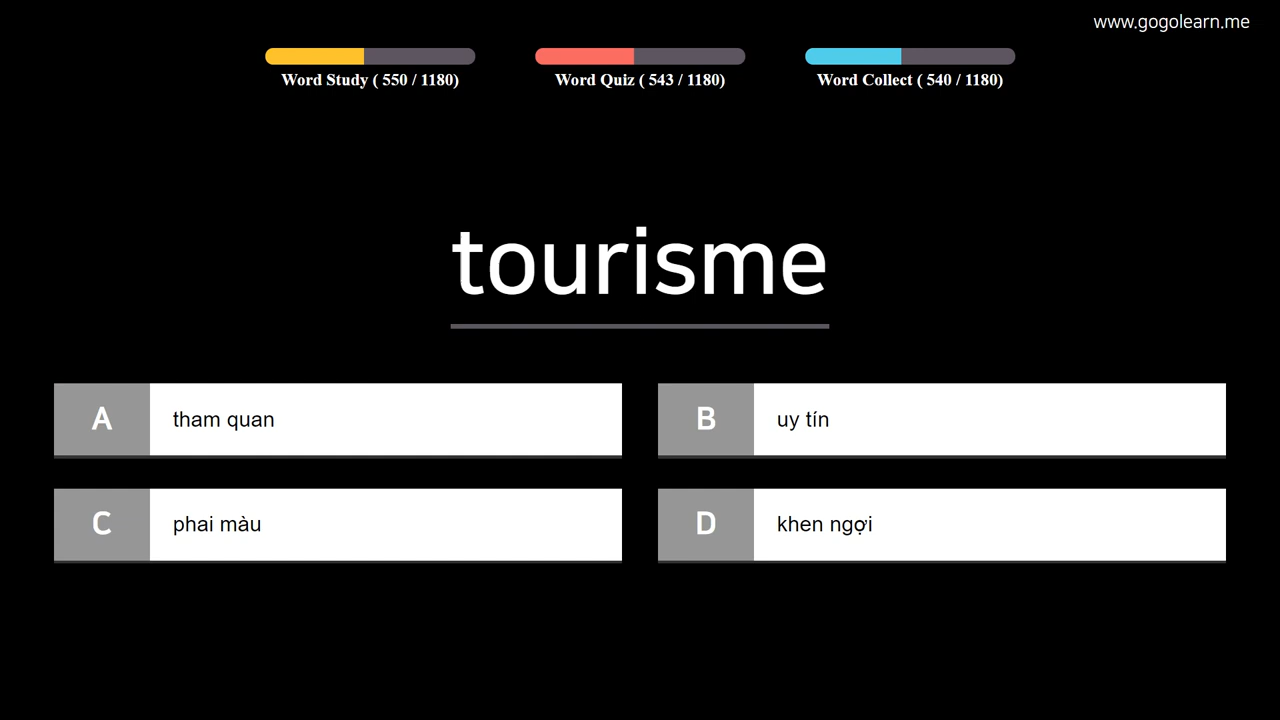 www.gogolearn.me
Word Study ( 550 / 1180)
Word Quiz ( 543 / 1180)
Word Collect ( 540 / 1180)
tourisme
A tham quan
B uy tín
C phai màu
D khen ngợi